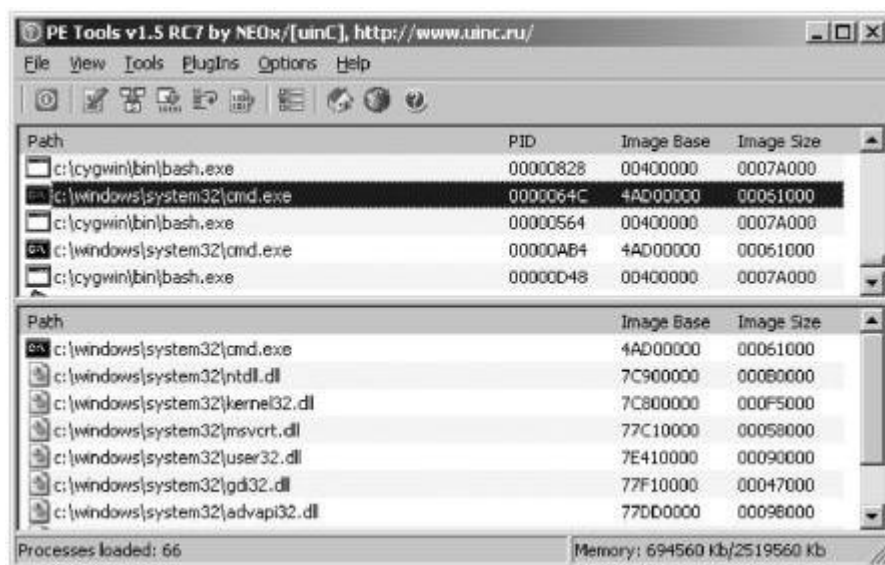 PE Tools v1.5 RC7 by NEOx/[uinC], http://www.uinc.ru/
File View Tools PlugIns Options Help
Path PID Image Base Image Size
c:\cygwin\bin\bash.exe 00000828 00400000 0007A000
c:\windows\system32\cmd.exe 0000064C 4AD00000 00061000
c:\cygwin\bin\bash.exe 00000564 00400000 0007A000
c:\windows\system32\cmd.exe 00000AB4 4AD00000 00061000
c:\cygwin\bin\bash.exe 00000D48 00400000 0007A000
Path Image Base Image Size
c:\windows\system32\cmd.exe 4AD00000 00061000
c:\windows\system32\ntdll.dll 7C900000 000B0000
c:\windows\system32\kernel32.dll 7C800000 000F5000
c:\windows\system32\msvcrt.dll 77C10000 00058000
c:\windows\system32\user32.dll 7E410000 00090000
c:\windows\system32\gdi32.dll 77F10000 00047000
c:\windows\system32\advapi32.dll 77DD0000 0009B000
Processes loaded: 66 Memory: 694560 Kb/2519560 Kb